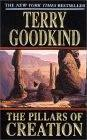 THE NEW YORK TIMES BESTSELLER
TERRY
GOODKIND
THE PILLARS OF
CREATION